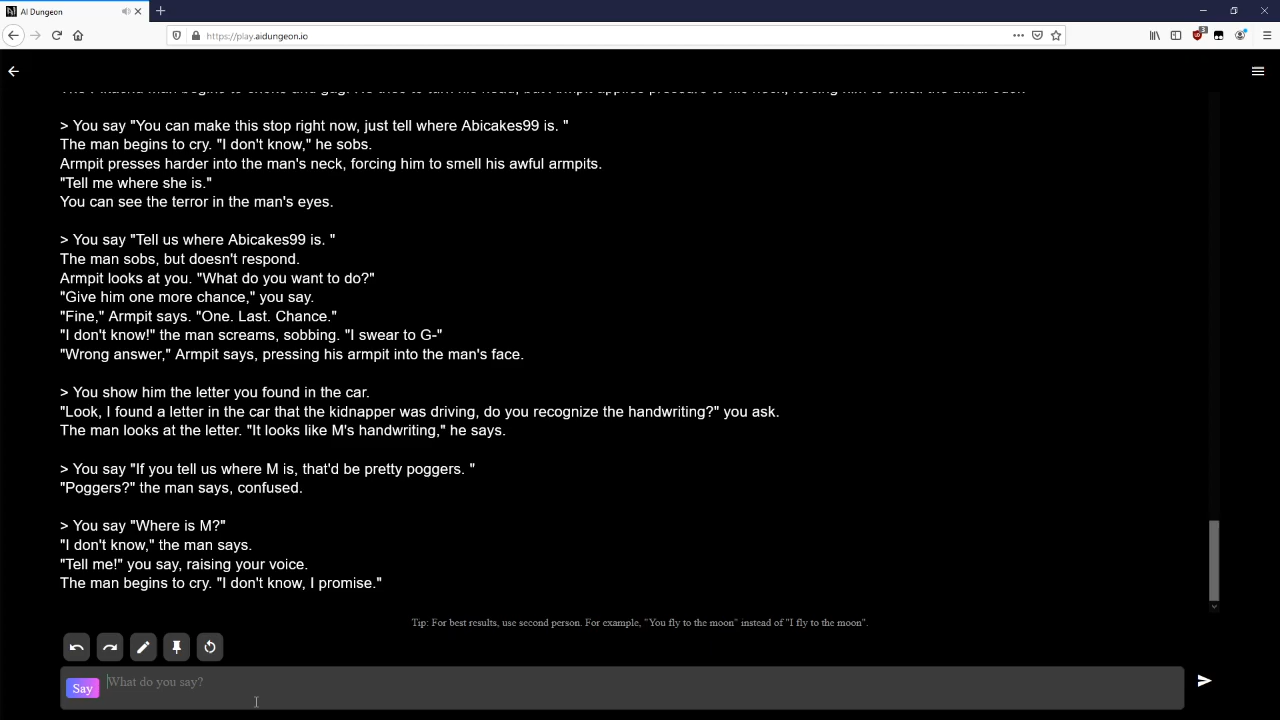 AI Dungeon
https://play.aidungeon.io
> You say "You can make this stop right now, just tell where Abicakes99 is. "
The man begins to cry. "I don't know," he sobs.
Armpit presses harder into the man's neck, forcing him to smell his awful armpits.
"Tell me where she is."
You can see the terror in the man's eyes.
> You say "Tell us where Abicakes99 is. "
The man sobs, but doesn't respond.
Armpit looks at you. "What do you want to do?"
"Give him one more chance," you say.
"Fine," Armpit says. "One. Last. Chance."
"I don't know!" the man screams, sobbing. "I swear to G-"
"Wrong answer," Armpit says, pressing his armpit into the man's face.
> You show him the letter you found in the car.
"Look, I found a letter in the car that the kidnapper was driving, do you recognize the handwriting?" you ask.
The man looks at the letter. "It looks like M's handwriting," he says.
> You say "If you tell us where M is, that'd be pretty poggers. "
"Poggers?" the man says, confused.
> You say "Where is M?"
"I don't know," the man says.
"Tell me!" you say, raising your voice.
The man begins to cry. "I don't know, I promise."
Tip: For best results, use second person. For example, "You fly to the moon" instead of "I fly to the moon".
Say What do you say?